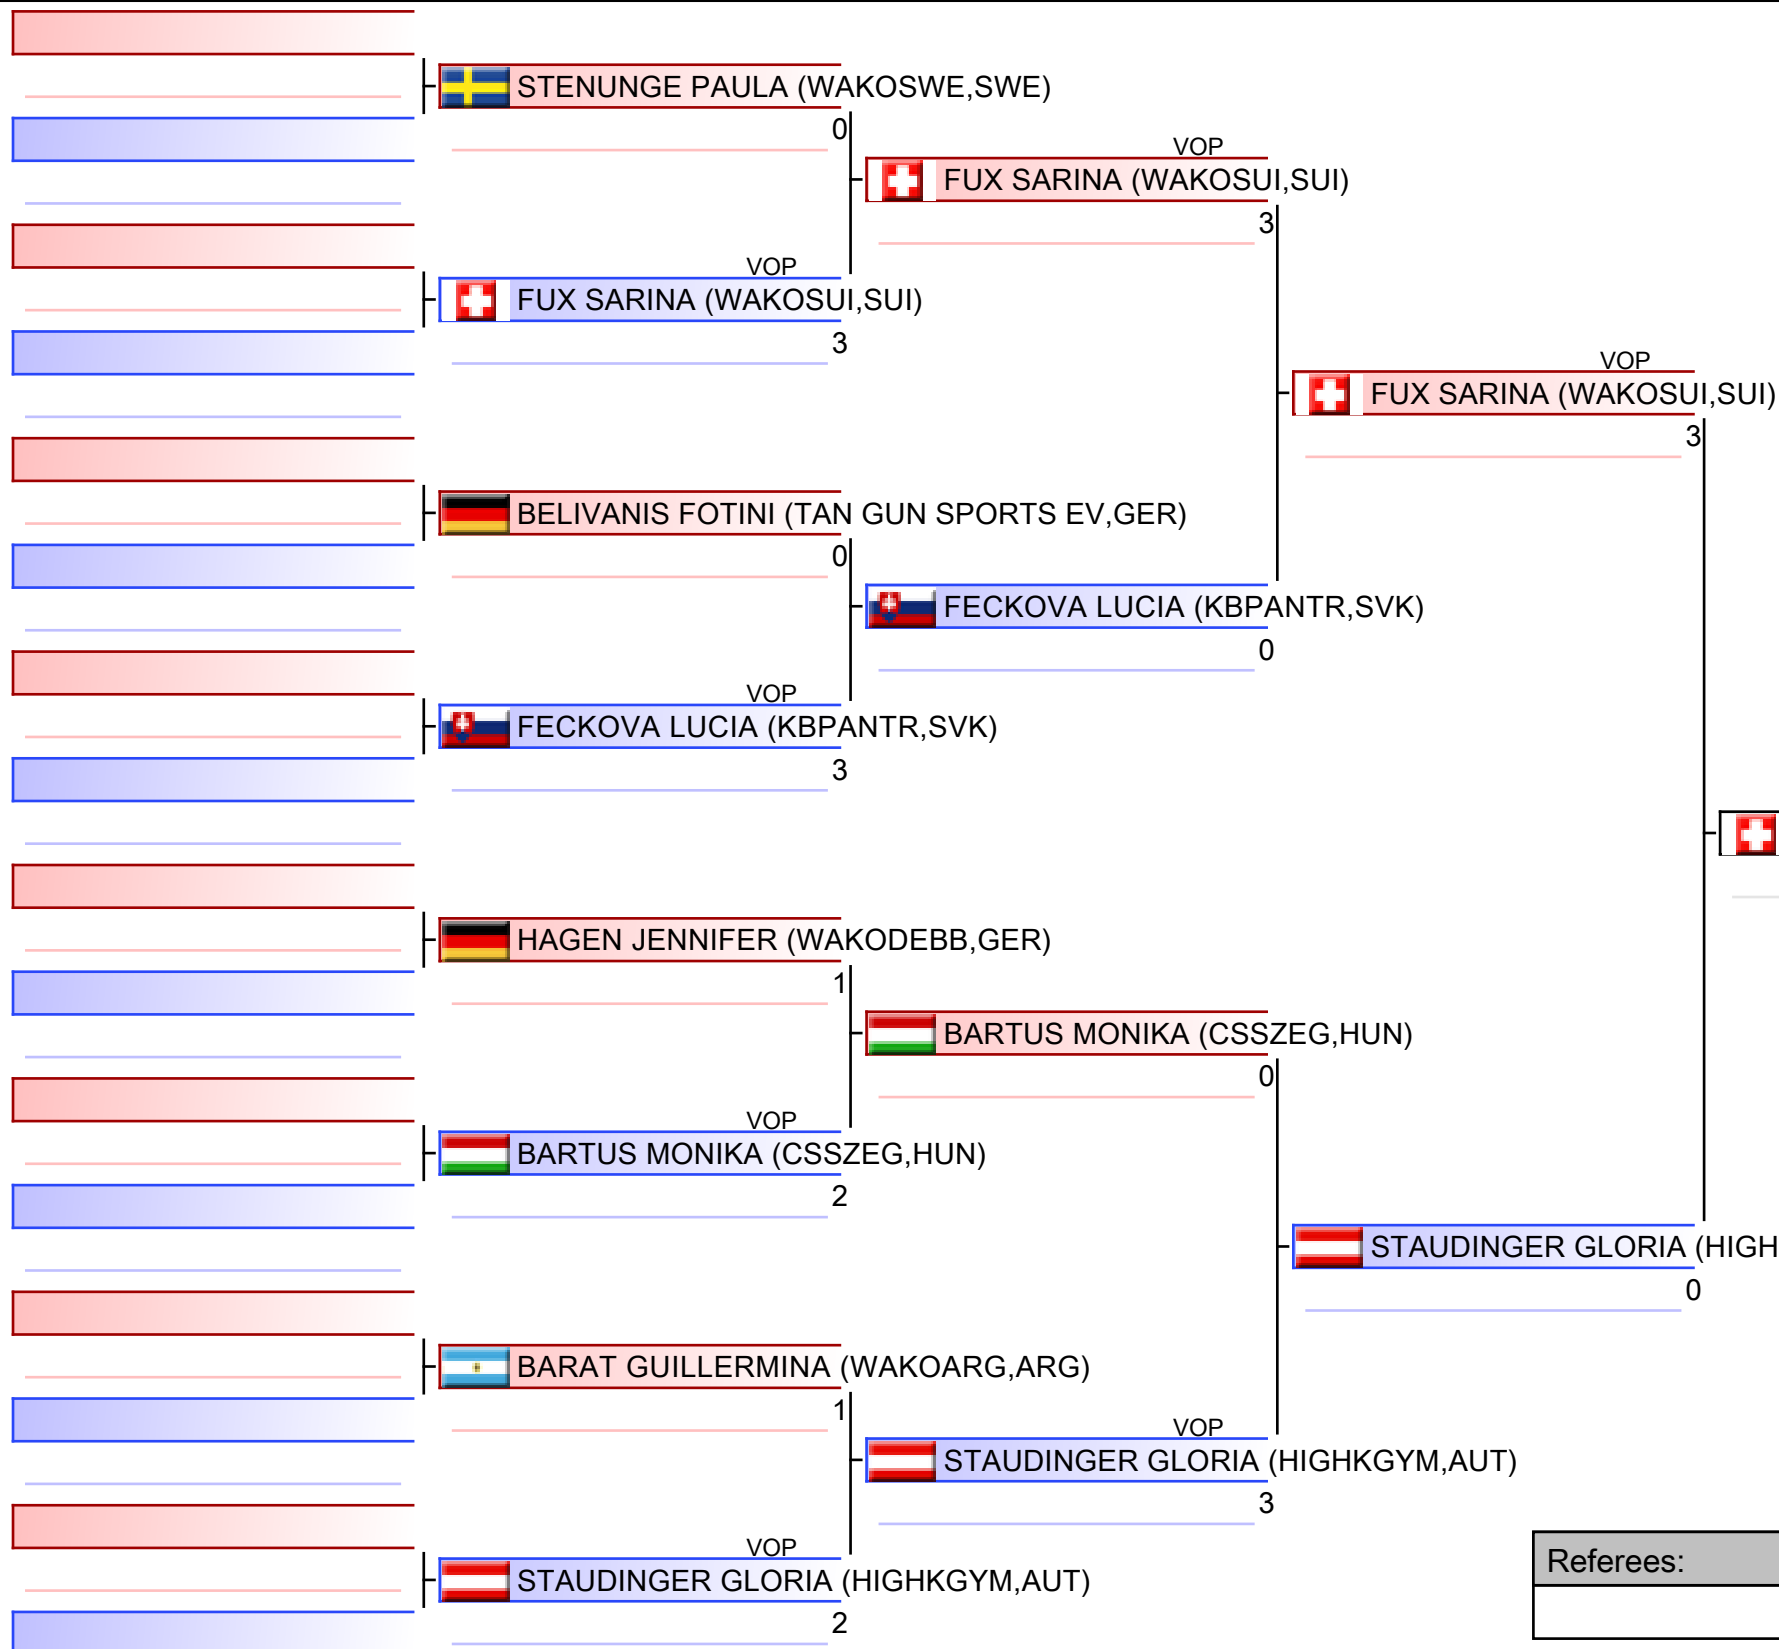 STENUNGE PAULA (WAKOSWE,SWE)
0
VOP
FUX SARINA (WAKOSUI,SUI)
3
VOP
FUX SARINA (WAKOSUI,SUI)
3
VOP
FUX SARINA (WAKOSUI,SUI)
3
BELIVANIS FOTINI (TAN GUN SPORTS EV,GER)
0
FECKOVA LUCIA (KBPANTR,SVK)
0
VOP
FECKOVA LUCIA (KBPANTR,SVK)
3
HAGEN JENNIFER (WAKODEBB,GER)
1
BARTUS MONIKA (CSSZEG,HUN)
0
VOP
BARTUS MONIKA (CSSZEG,HUN)
2
STAUDINGER GLORIA (HIGH
0
BARAT GUILLERMINA (WAKOARG,ARG)
1
VOP
STAUDINGER GLORIA (HIGHKGYM,AUT)
3
VOP
STAUDINGER GLORIA (HIGHKGYM,AUT)
2
Referees: